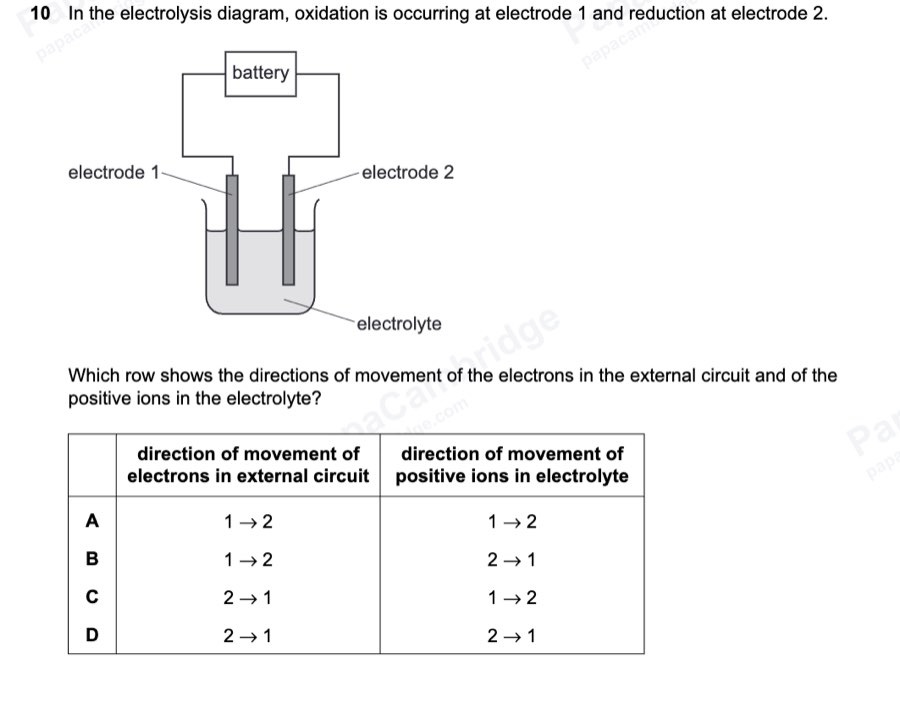 10 In the electrolysis diagram, oxidation is occurring at electrode 1 and reduction at electrode 2.
battery
electrode 1
electrode 2
electrolyte
Which row shows the directions of movement of the electrons in the external circuit and of the
positive ions in the electrolyte?
direction of movement of electrons in external circuit
direction of movement of positive ions in electrolyte
A 1 → 2 1 → 2
B 1 → 2 2 → 1
C 2 → 1 1 → 2
D 2 → 1 2 → 1